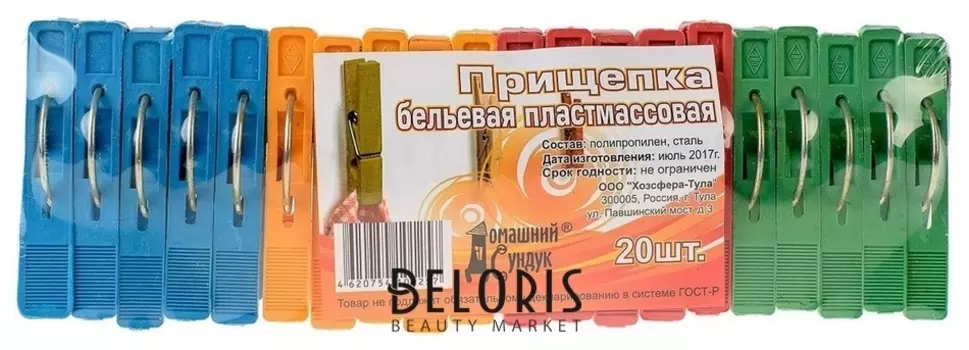 Прищепка
бельевая пластмассовая
Состав: полипропилен, сталь
Дата изготовления: июль 2017г.
Срок годности: не ограничен
ООО "Хозсфера-Тула"
300005, Россия, г. Тула
ул. Павшинский мост д.3
Домашний®
Сундук
20шт.
BELORIS
BEAUTY MARKET
Товар не подлежит обязательному декларированию в системе ГОСТ-Р